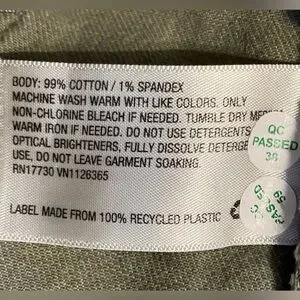 BODY: 99% COTTON / 1% SPANDEX
MACHINE WASH WARM WITH LIKE COLORS. ONLY
NON-CHLORINE BLEACH IF NEEDED. TUMBLE DRY
WARM IRON IF NEEDED. DO NOT USE DETERGENTS
OPTICAL BRIGHTENERS, FULLY DISSOLVE
USE, DO NOT LEAVE GARMENT SOAKING.
RN17730 VN1126365
LABEL MADE FROM 100% RECYCLED PLASTIC
QC
PASSED
38